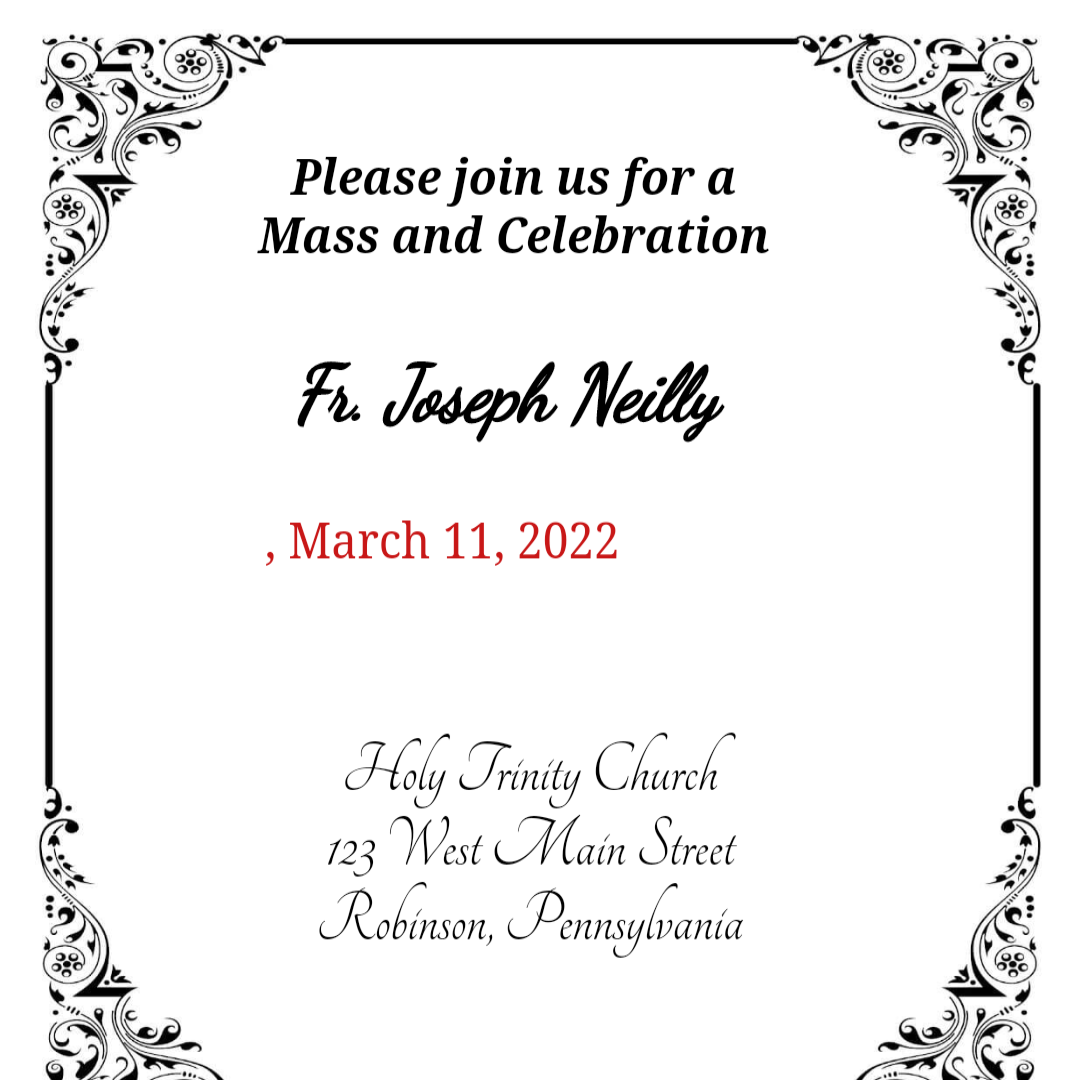 Please join us for a
Mass and Celebration
Fr. Joseph Neilly
, March 11, 2022
Holy Trinity Church
123 West Main Street
Robinson, Pennsylvania